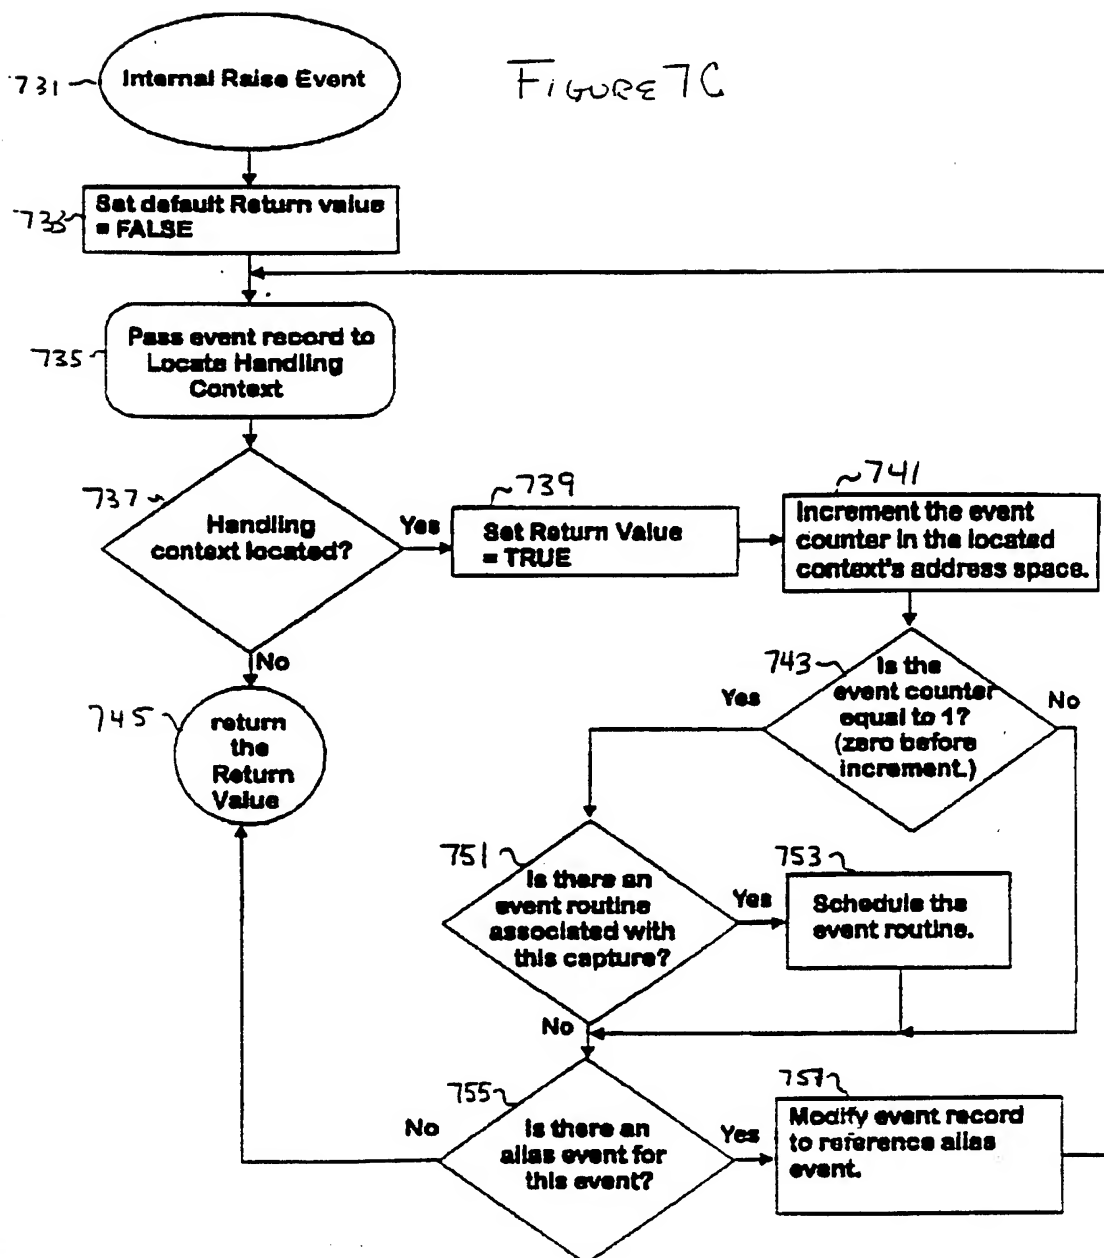 FIGURE 7C
731
Internal Raise Event
733
Set default Return value
= FALSE
735
Pass event record to
Locate Handling
Context
737
Handling
context located?
Yes
No
739
Set Return Value
= TRUE
741
Increment the event
counter in the located
context's address space.
743
Is the
event counter
equal to 1?
(zero before
increment.)
Yes
No
745
return
the
Return
Value
751
Is there an
event routine
associated with
this capture?
Yes
No
753
Schedule the
event routine.
755
Is there an
alias event for
this event?
No
Yes
757
Modify event record
to reference alias
event.